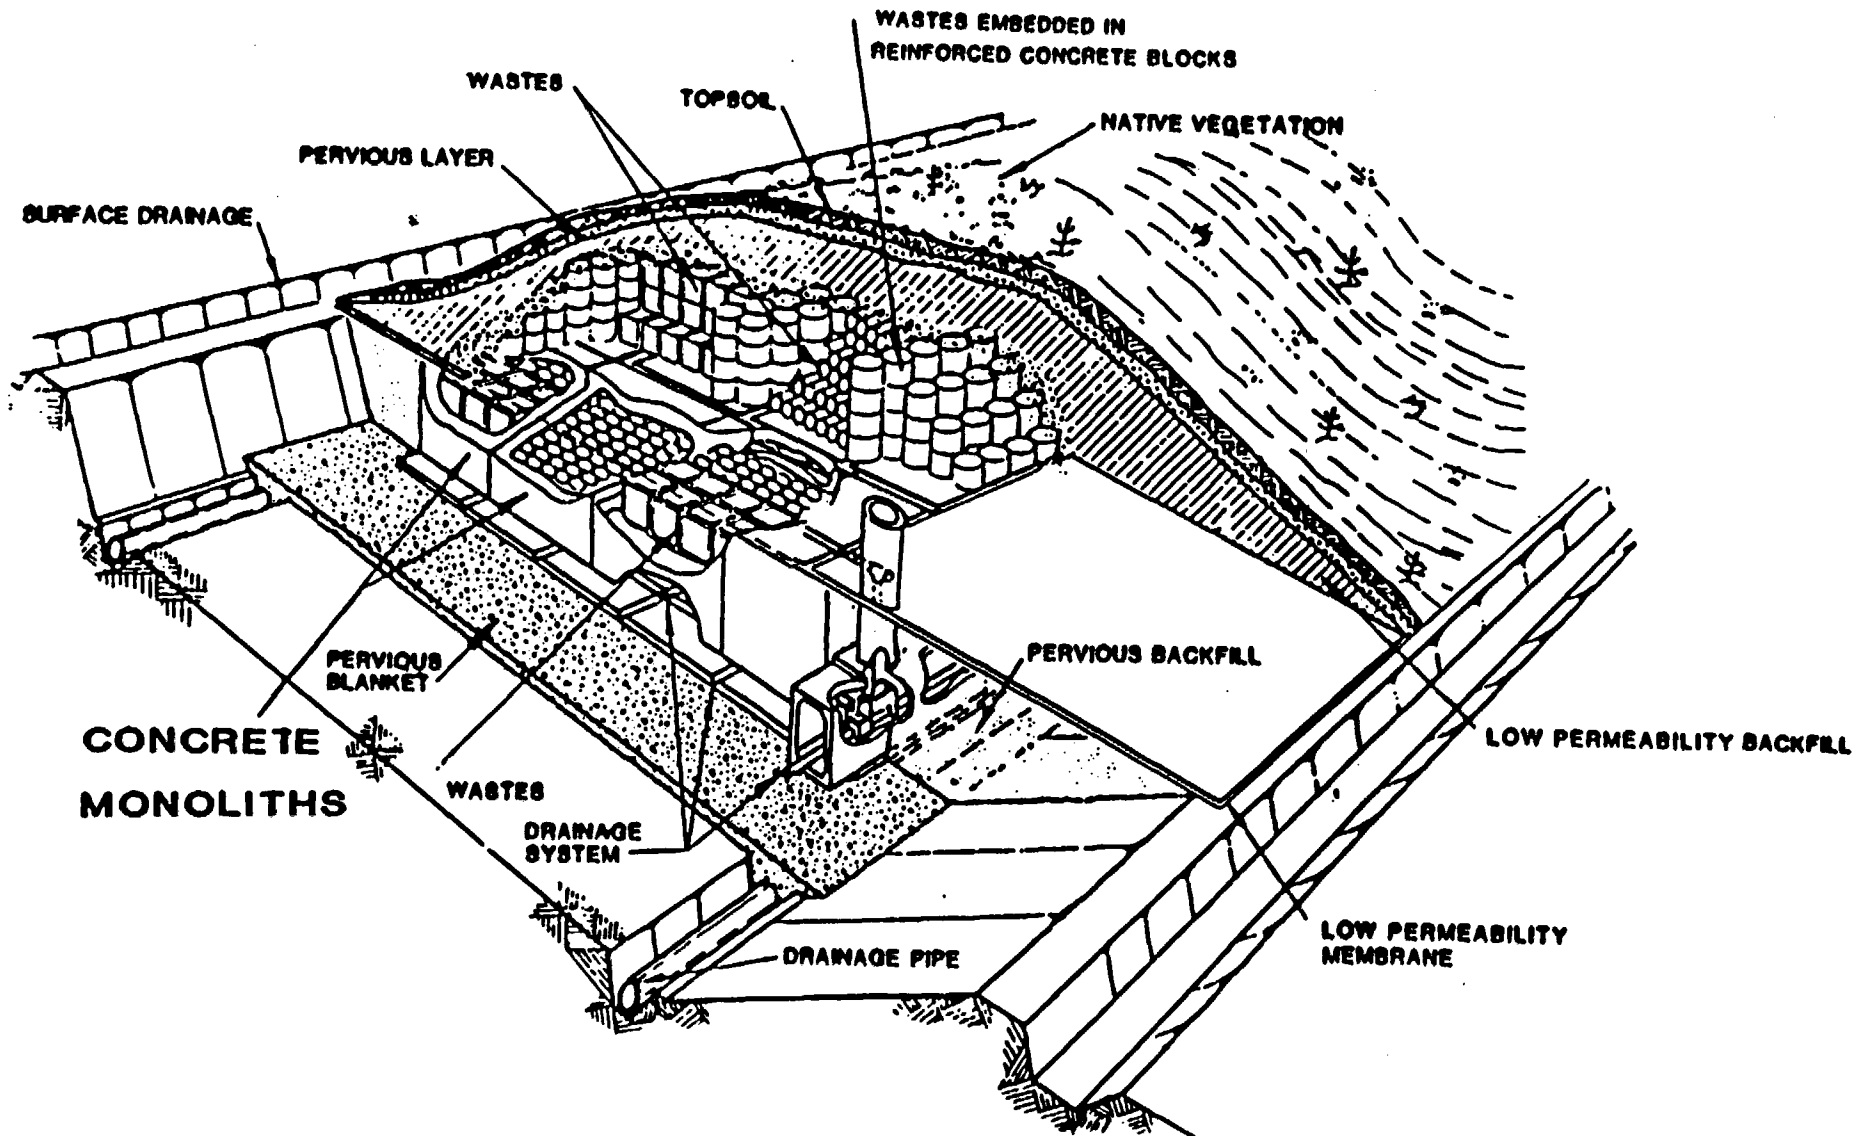 WASTES EMBEDDED IN
REINFORCED CONCRETE BLOCKS
WASTES
TOPSOIL
NATIVE VEGETATION
PERVIOUS LAYER
SURFACE DRAINAGE
PERVIOUS BACKFILL
PERVIOUS
BLANKET
CONCRETE
MONOLITHS
LOW PERMEABILITY BACKFILL
WASTES
DRAINAGE
SYSTEM
LOW PERMEABILITY
MEMBRANE
DRAINAGE PIPE